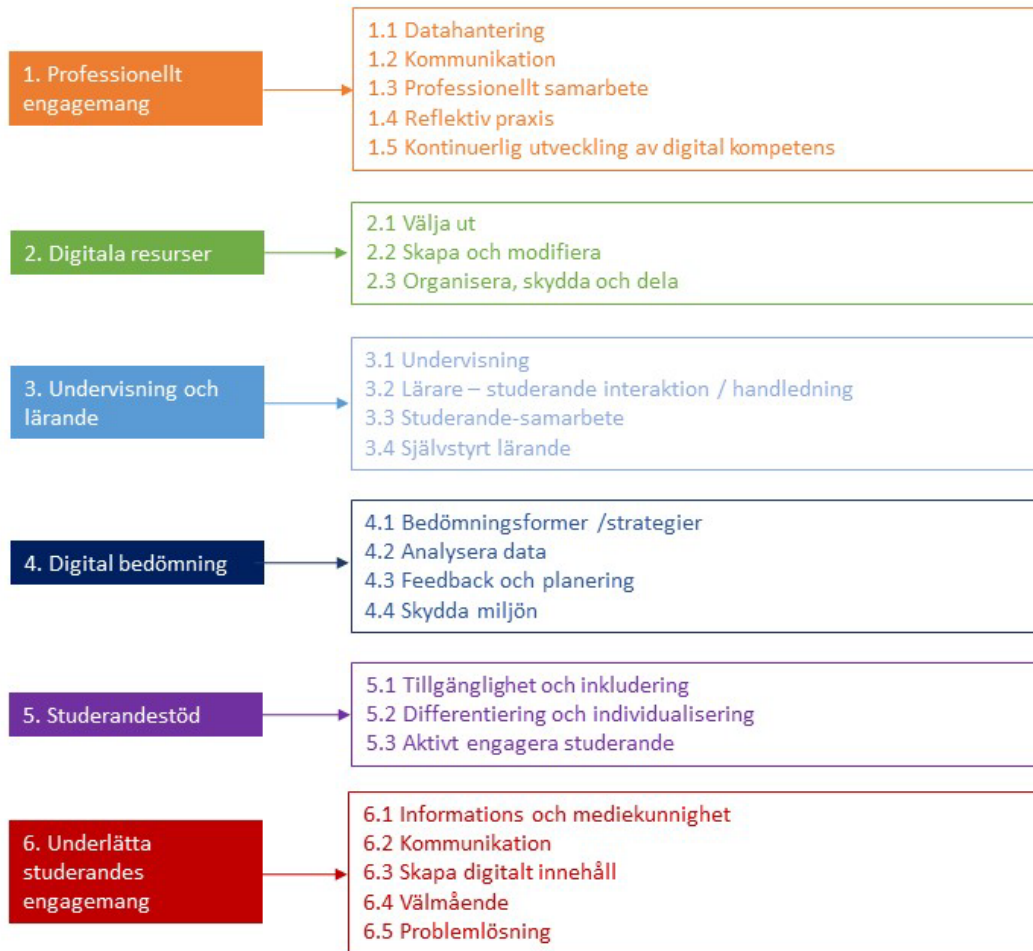 1. Professionellt
engagemang
1.1 Datahantering
1.2 Kommunikation
1.3 Professionellt samarbete
1.4 Reflektiv praxis
1.5 Kontinuerlig utveckling av digital kompetens
2. Digitala resurser
2.1 Välja ut
2.2 Skapa och modifiera
2.3 Organisera, skydda och dela
3. Undervisning och
lärande
3.1 Undervisning
3.2 Lärare – studerande interaktion / handledning
3.3 Studerande-samarbete
3.4 Självstyrt lärande
4. Digital bedömning
4.1 Bedömningsformer /strategier
4.2 Analysera data
4.3 Feedback och planering
4.4 Skydda miljön
5. Studerandestöd
5.1 Tillgänglighet och inkludering
5.2 Differentiering och individualisering
5.3 Aktivt engagera studerande
6. Underlätta
studerandes
engagemang
6.1 Informations och mediekunnighet
6.2 Kommunikation
6.3 Skapa digitalt innehåll
6.4 Välmående
6.5 Problemlösning